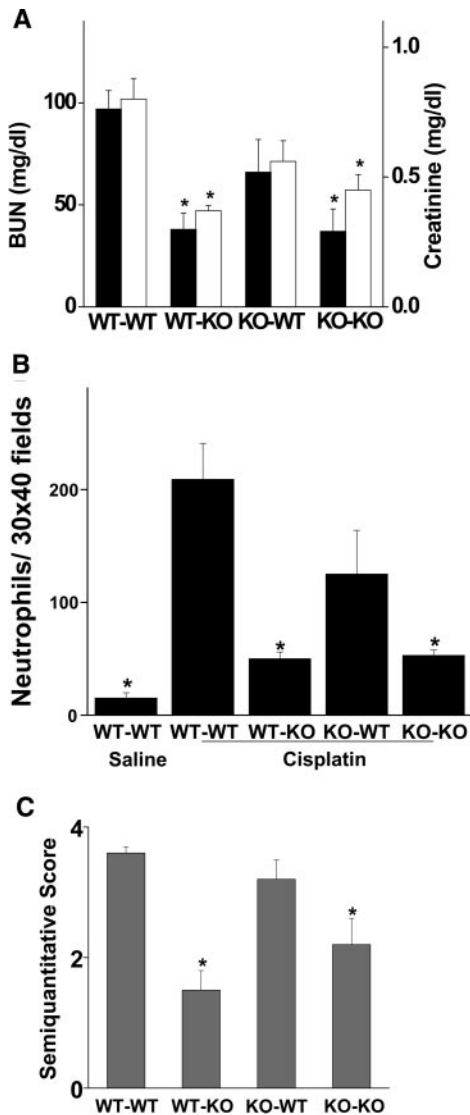 A
BUN (mg/dl)
100
50
0
Creatinine (mg/dl)
1.0
0.5
0.0
* * * *
WT-WT WT-KO KO-WT KO-KO
B
Neutrophils/ 30x40 fields
200
100
0
* * *
WT-WT WT-WT WT-KO KO-WT KO-KO
Saline Cisplatin
C
Semiquantitative Score
4
2
0
* *
WT-WT WT-KO KO-WT KO-KO